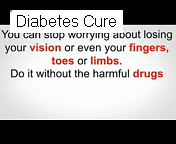 Diabetes Cure
You can stop worrying about losing
your vision or even your fingers,
toes or limbs.
Do it without the harmful drugs